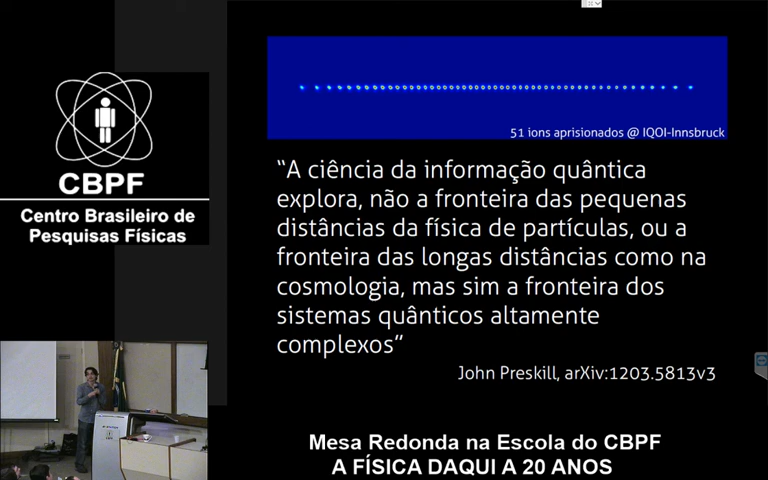 51 ions aprisionados @ IQOI-Innsbruck
“A ciência da informação quântica
explora, não a fronteira das pequenas
distâncias da física de partículas, ou a
fronteira das longas distâncias como na
cosmologia, mas sim a fronteira dos
sistemas quânticos altamente
complexos”
John Preskill, arXiv:1203.5813v3
CBPF
Centro Brasileiro de
Pesquisas Físicas
Mesa Redonda na Escola do CBPF
A FÍSICA DAQUI A 20 ANOS